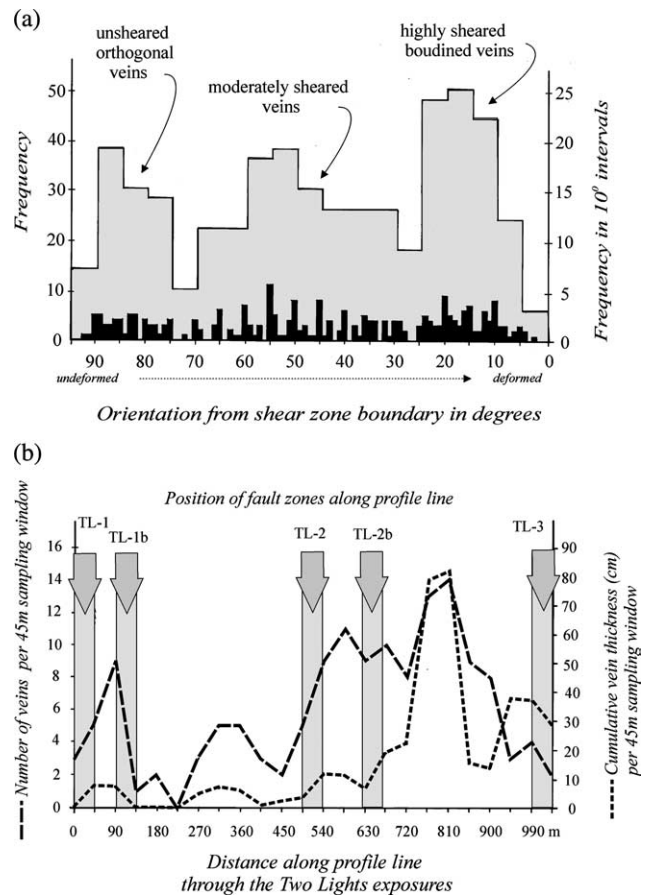 (a)
unsheared
orthogonal
veins
moderately sheared
veins
highly sheared
boudined veins
Frequency
50
40
30
20
10
0
25
20
15
10
5
0
Frequency in 10° intervals
90 80 70 60 50 40 30 20 10 0
undeformed deformed
Orientation from shear zone boundary in degrees
(b)
Position of fault zones along profile line
TL-1
TL-1b
TL-2
TL-2b
TL-3
Number of veins per 45m sampling window
16
14
12
10
8
6
4
2
0
90
80
70
60
50
40
30
20
10
0
Cumulative vein thickness (cm)
per 45m sampling window
0 90 180 270 360 450 540 630 720 810 900 990 m
Distance along profile line
through the Two Lights exposures